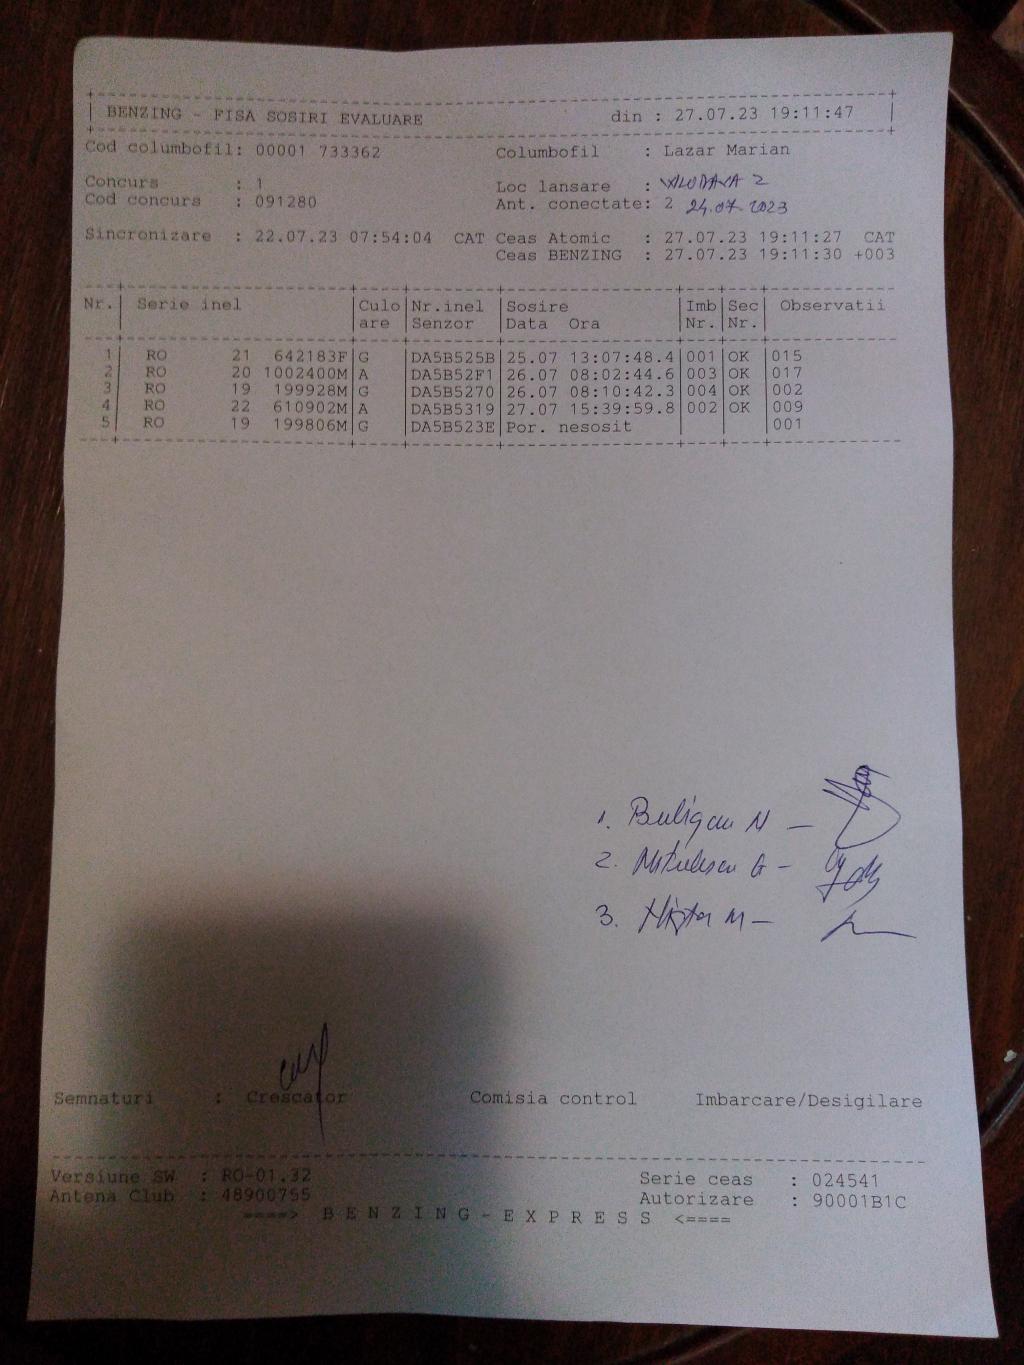 BENZING - FISA SOSIRI EVALUARE din : 27.07.23 19:11:47
Cod columbofil: 00001 733362 Columbofil : Lazar Marian
Concurs : 1 Loc lansare : WLODAWA 2
Cod concurs : 091280 Ant. conectate: 2 24.07.2023
Sincronizare : 22.07.23 07:54:04 CAT Ceas Atomic : 27.07.23 19:11:27 CAT
Ceas BENZING : 27.07.23 19:11:30 +003
Nr. Serie inel Culo Nr.inel Sosire Imb Sec Observatii
are Senzor Data Ora Nr. Nr.
1 RO 21 642183F G DA5B525B 25.07 13:07:48.4 001 OK 015
2 RO 20 1002400M A DA5B52F1 26.07 08:02:44.6 003 OK 017
3 RO 19 199928M G DA5B5270 26.07 08:10:42.3 004 OK 002
4 RO 22 610902M A DA5B5319 27.07 15:39:59.8 002 OK 009
5 RO 19 199806M G DA5B523E Por. nesosit 001
1. Buligau M -
2. G -
3. M -
Semnaturi : Crescator Comisia control Imbarcare/Desigilare
Versiune SW : RO-01.32 Serie ceas : 024541
Antena Club : 48900755 Autorizare : 90001B1C
====> B E N Z I N G - E X P R E S S <====